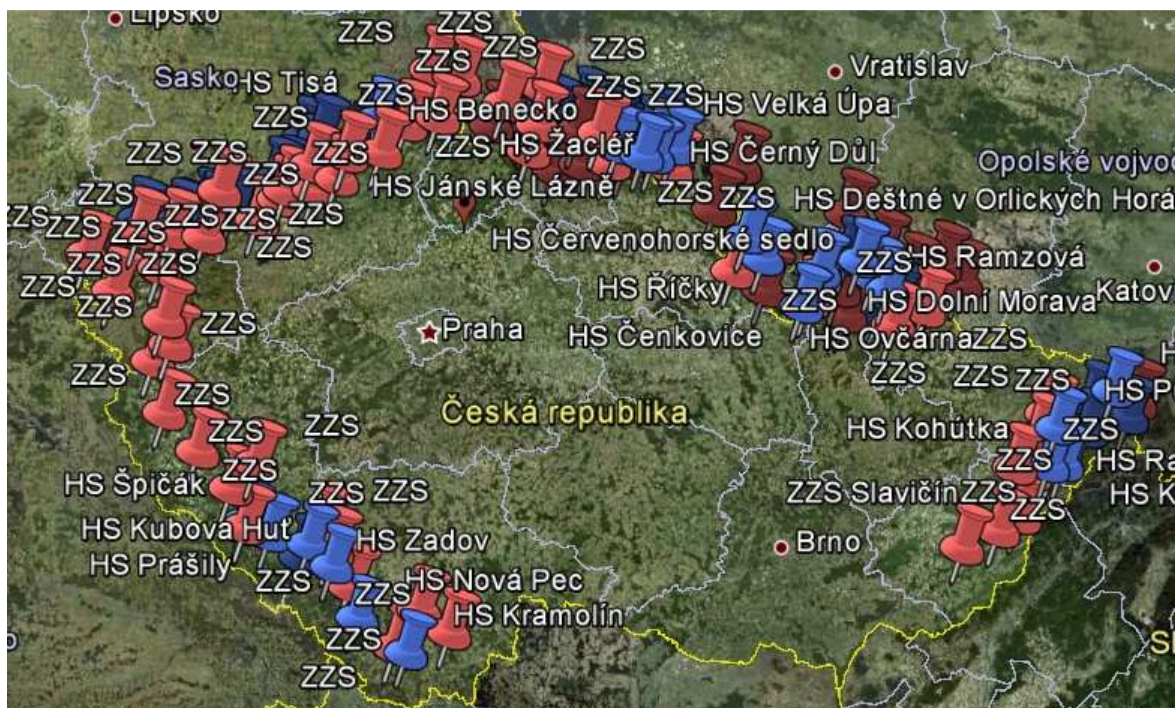 Lipsko
ZZS
ZZS
ZZS
ZZS
Sasko
HS Tisá
ZZS
HS Benecko
ZZS
ZZS
HS Velká Úpa
Vratislav
ZZS
ZZS
HS Žacléř
ZZS
ZZS
ZZS
HS Černý Důl
Opolské
ZZS
HS Jánské Lázně
ZZS
ZZS
HS Deštné v Orlických
ZZS
ZZS
ZZS
ZZS
ZZS
ZZS
ZZS
HS Červenohorské sedlo
ZZS
HS Ramzová
ZZS
ZZS
ZZS
ZZS
HS Říčky
ZZS
HS Dolní Morava
ZZS
ZZS
Praha
HS Čenkovice
HS Ovčárna
ZZS
ZZS
ZZS
ZZS
ZZS
ZZS
Česká republika
HS
ZZS
ZZS
HS Kohútka
ZZS
ZZS
ZZS
HS Špičák
ZZS
ZZS
ZZS Slavičín
ZZS
HS
ZZS
HS Kubova Huť
HS Zadov
Brno
HS Prášily
ZZS
ZZS
HS Nová Pec
HS Kramolín
ZZS
ZZS